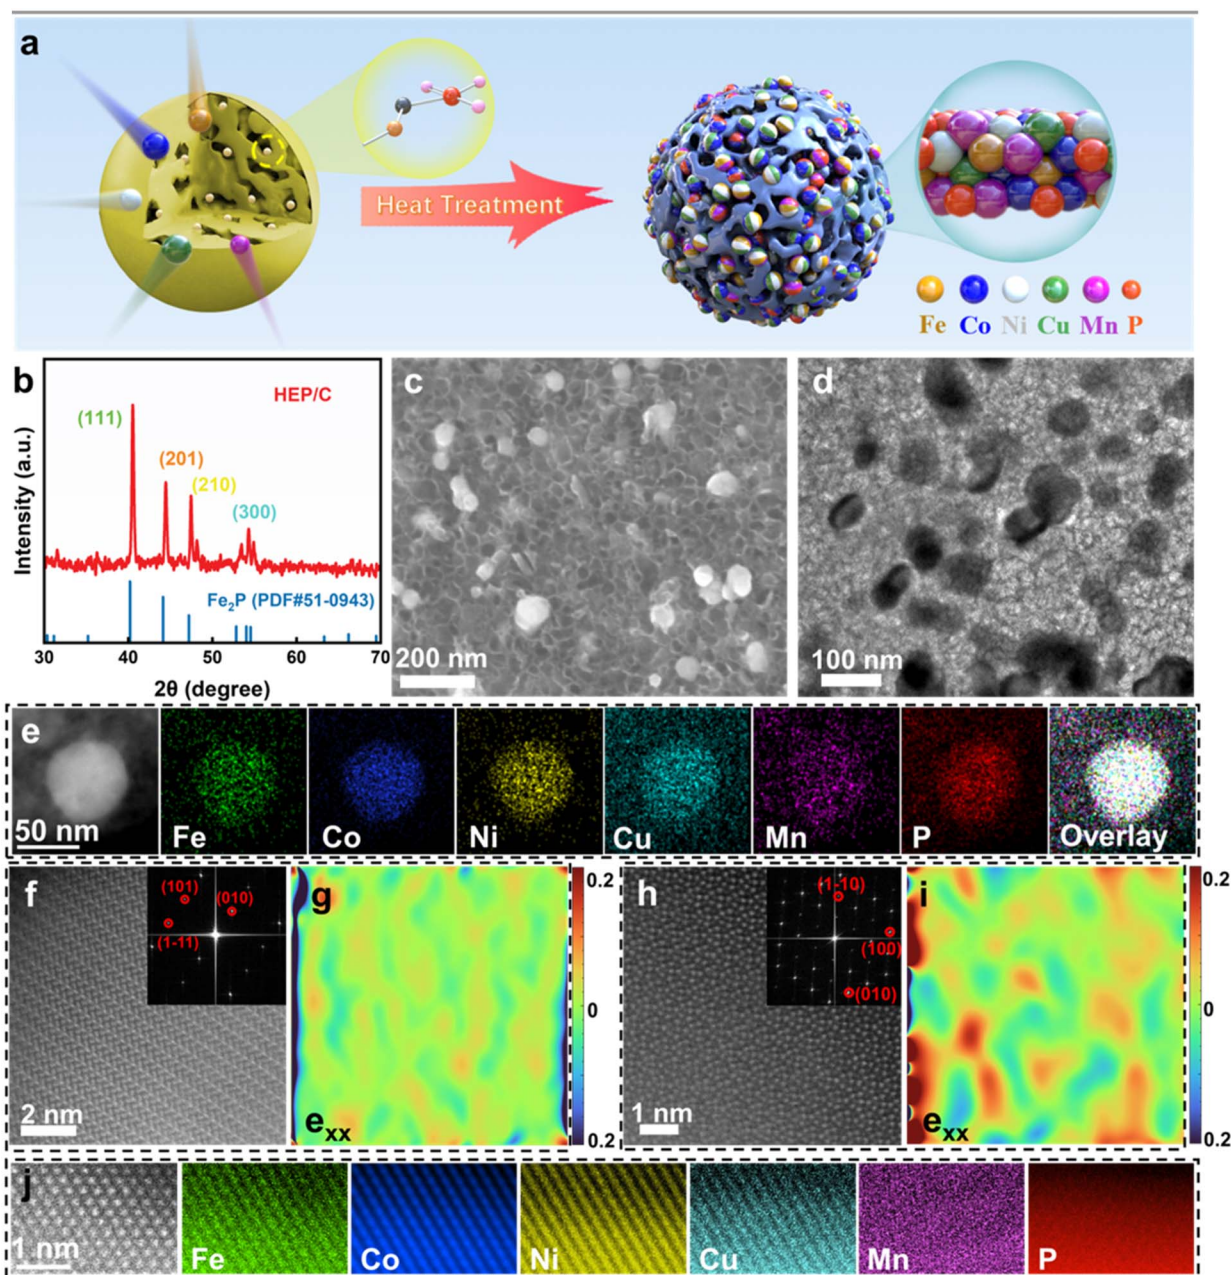 a
Heat Treatment
Fe Co Ni Cu Mn P
b
HEP/C
(111)
(201)
(210)
(300)
Fe₂P (PDF#51-0943)
Intensity (a.u.)
30 40 50 60 70
2θ (degree)
c
200 nm
d
100 nm
e
50 nm
Fe
Co
Ni
Cu
Mn
P
Overlay
f
(101)
(010)
(1-11)
2 nm
g
exx
0.2
0
0.2
h
(1-10)
(100)
(010)
1 nm
i
exx
0.2
0
0.2
j
1 nm
Fe
Co
Ni
Cu
Mn
P